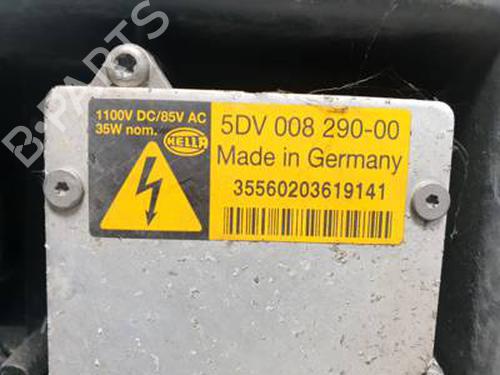 B-PARTS
1100V DC/85V AC
35W nom.
HELLA
5DV 008 290-00
Made in Germany
35560203619141